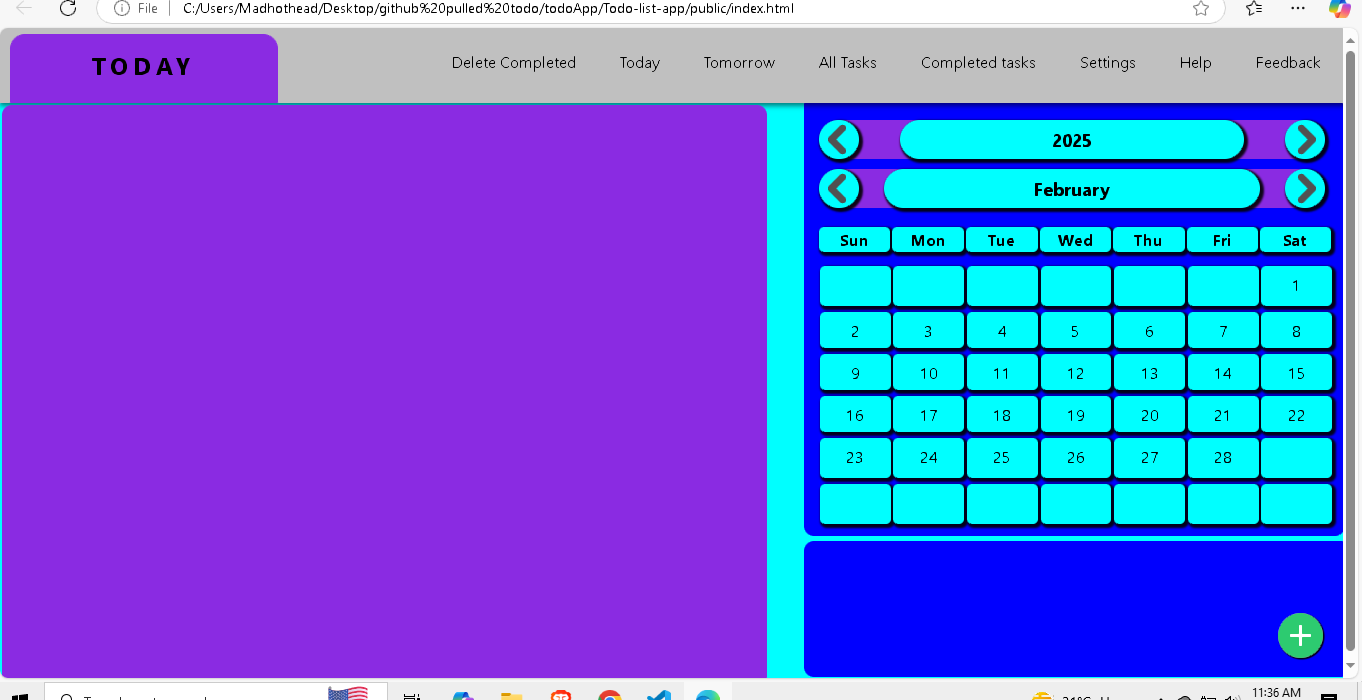 File C:/Users/Madhothead/Desktop/github%20pulled%20todo/todoApp/Todo-list-app/public/index.html
TODAY
Delete Completed Today Tomorrow All Tasks Completed tasks Settings Help Feedback
2025
February
Sun Mon Tue Wed Thu Fri Sat
1
2 3 4 5 6 7 8
9 10 11 12 13 14 15
16 17 18 19 20 21 22
23 24 25 26 27 28
11:36 AM